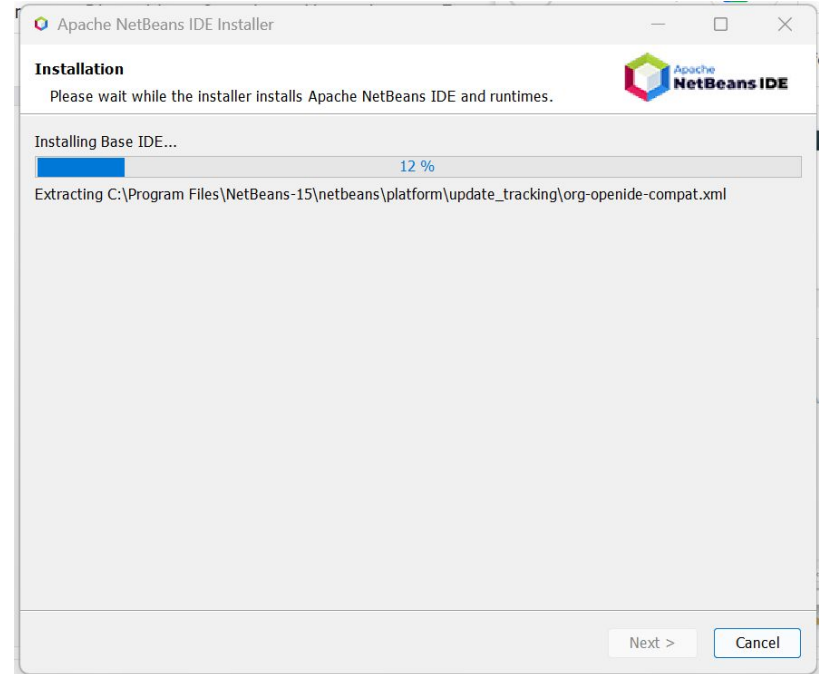 Apache NetBeans IDE Installer
Installation
Please wait while the installer installs Apache NetBeans IDE and runtimes.
Apache
NetBeans IDE
Installing Base IDE...
12 %
Extracting C:\Program Files\NetBeans-15\netbeans\platform\update_tracking\org-openide-compat.xml
Next >
Cancel